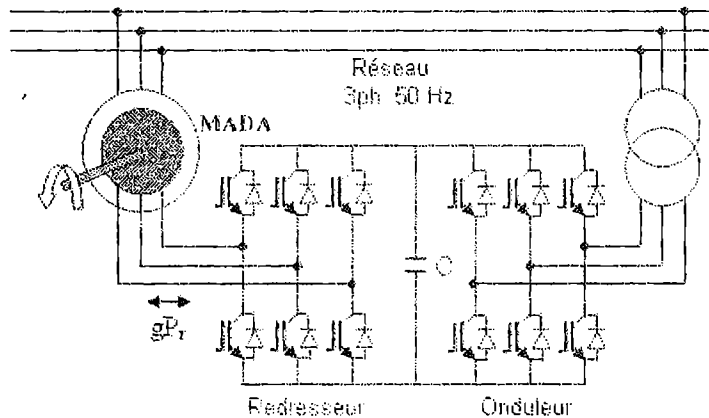 Réseau
3ph 50 Hz
MADA
C
gPr
Redresseur
Onduleur